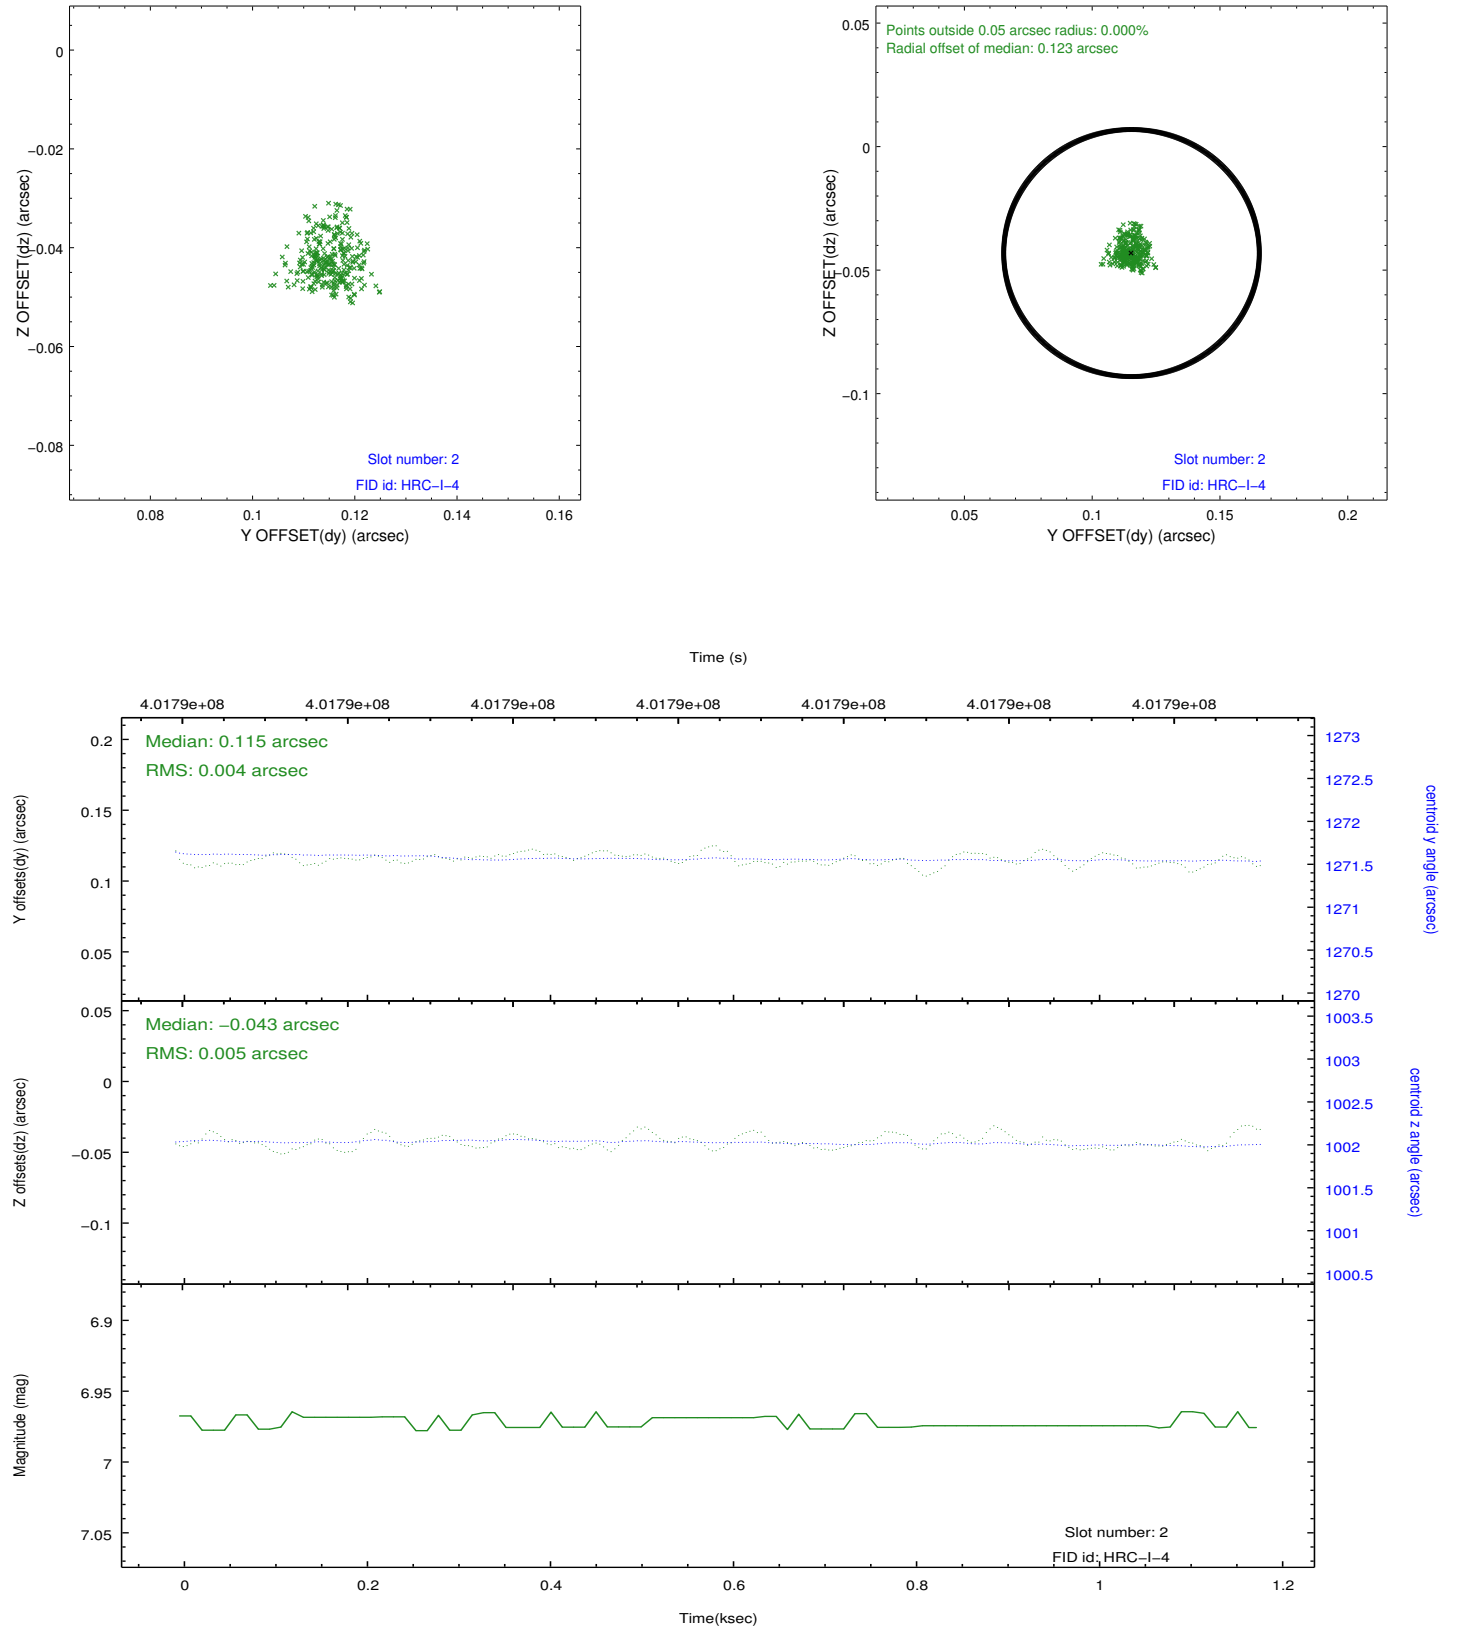 0
−0.02
−0.04
−0.06
−0.08
Z OFFSET(dz) (arcsec)
0.08
0.1
0.12
0.14
0.16
Y OFFSET(dy) (arcsec)
Slot number: 2
FID id: HRC−I−4
Points outside 0.05 arcsec radius: 0.000%
Radial offset of median: 0.123 arcsec
0.05
0
−0.05
−0.1
Z OFFSET(dz) (arcsec)
0.05
0.1
0.15
0.2
Y OFFSET(dy) (arcsec)
Slot number: 2
FID id: HRC−I−4
Time (s)
4.0179e+08
4.0179e+08
4.0179e+08
4.0179e+08
4.0179e+08
4.0179e+08
4.0179e+08
Median: 0.115 arcsec
RMS: 0.004 arcsec
0.2
0.15
0.1
0.05
Y offsets(dy) (arcsec)
1273
1272.5
1272
1271.5
1271
1270.5
1270
centroid y angle (arcsec)
Median: −0.043 arcsec
RMS: 0.005 arcsec
0.05
0
−0.05
−0.1
Z offsets(dz) (arcsec)
1003.5
1003
1002.5
1002
1001.5
1001
1000.5
centroid z angle (arcsec)
6.9
6.95
7
7.05
Magnitude (mag)
Slot number: 2
FID id: HRC−I−4
0
0.2
0.4
0.6
0.8
1
1.2
Time(ksec)